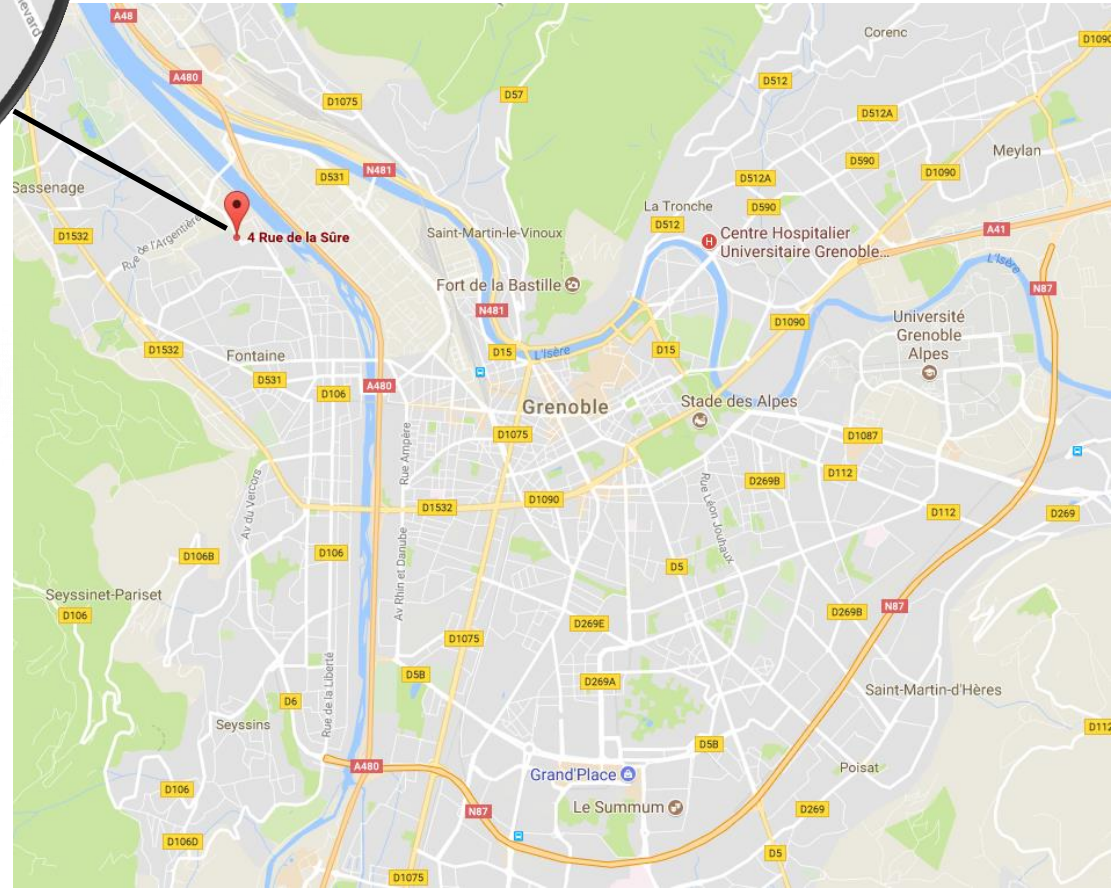 evard
A48
Corenc
D1090
D512
A480
D1075
D57
D512A
Meylan
D590
D1090
N481
D531
D512A
Sassenage
La Tronche
D590
D512
Rue de l'Argentière
4 Rue de la Sûre
D1532
Saint-Martin-le-Vinoux
Centre Hospitalier
Universitaire Grenoble...
A41
L'Isère
Fort de la Bastille
N87
N481
Université
Grenoble
Alpes
D1090
D1532
Fontaine
D15
L'Isère
D15
D531
D106
A480
Grenoble
Stade des Alpes
D1075
D1087
Rue Ampère
D112
D269B
Rue Léon Jouhaux
Av du Vercors
D1532
D1090
D112
D269
D106B
D106
Av Rhin et Danube
D5
Seyssinet-Pariset
D106
D269E
D269B
N87
D1075
Rue de la Liberté
D5B
D269A
Saint-Martin-d'Hères
D6
Seyssins
D112
D5B
A480
Grand'Place
Poisat
D106
Le Summum
N87
D269
D106D
D5
D1075